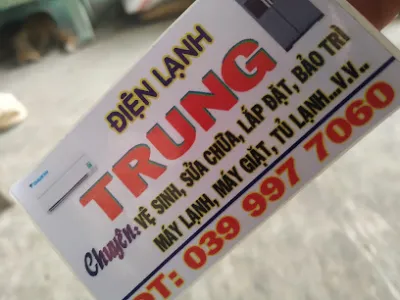 ĐIỆN LẠNH
TRUNG
Chuyên: VỆ SINH, SỬA CHỮA, LẮP ĐẶT, BẢO TRÌ
MÁY LẠNH, MÁY GIẶT, TỦ LẠNH...V.V..
ĐT: 039 997 7060